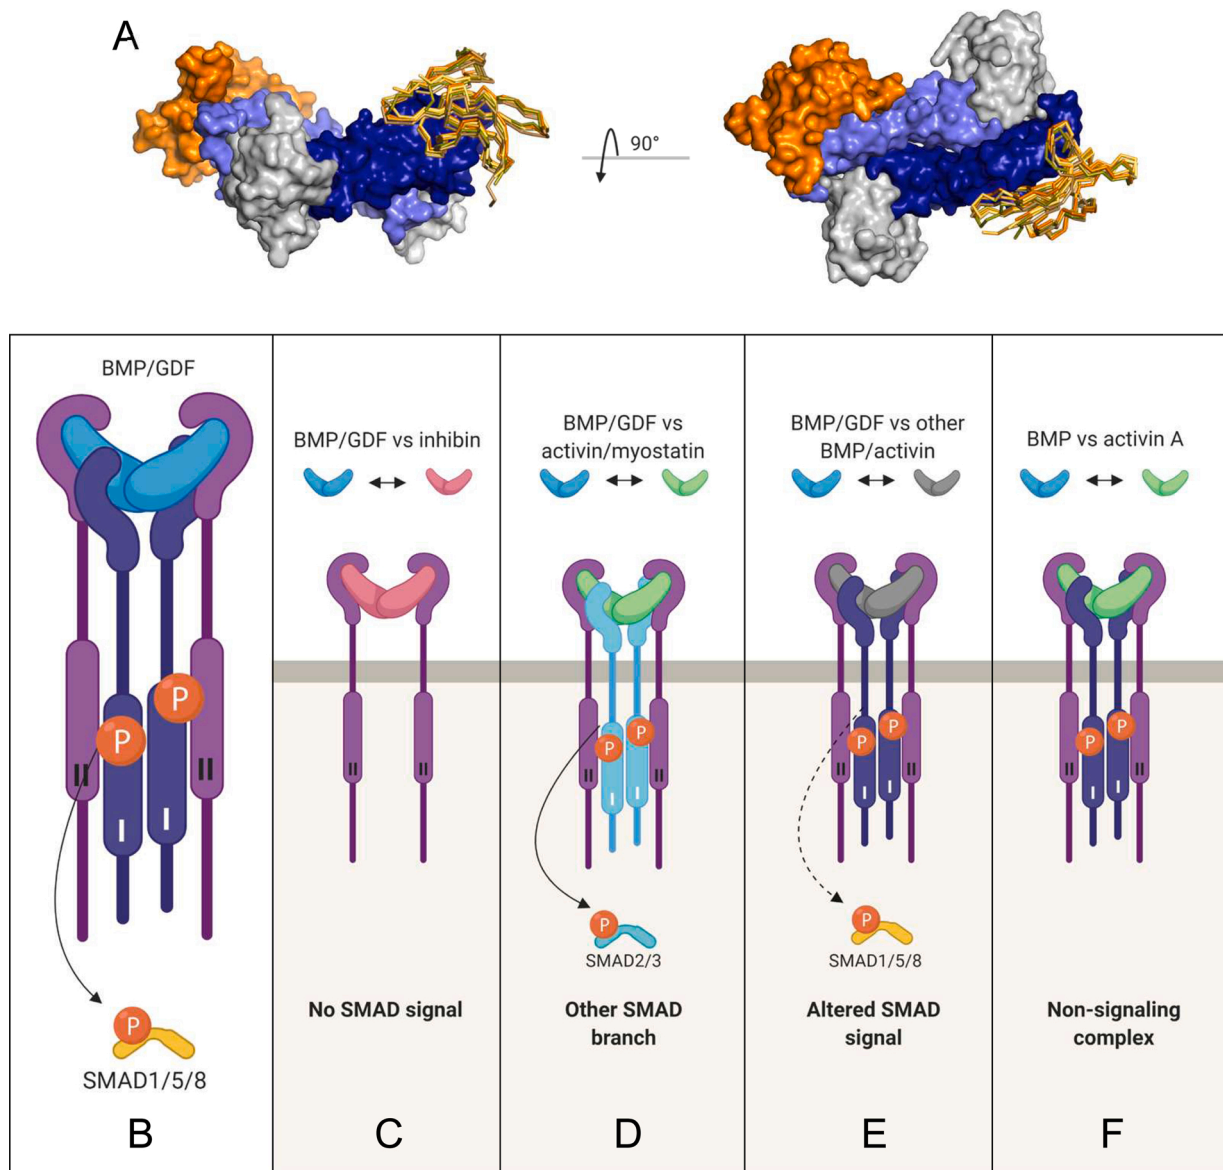 A
90°
BMP/GDF
P
P
II
II
I
I
P
SMAD1/5/8
B
BMP/GDF vs inhibin
II
II
No SMAD signal
C
BMP/GDF vs
activin/myostatin
P
P
II
II
I
I
P
SMAD2/3
Other SMAD
branch
D
BMP/GDF vs other
BMP/activin
P
P
II
II
I
I
P
SMAD1/5/8
Altered SMAD
signal
E
BMP vs activin A
P
P
II
II
I
I
Non-signaling
complex
F